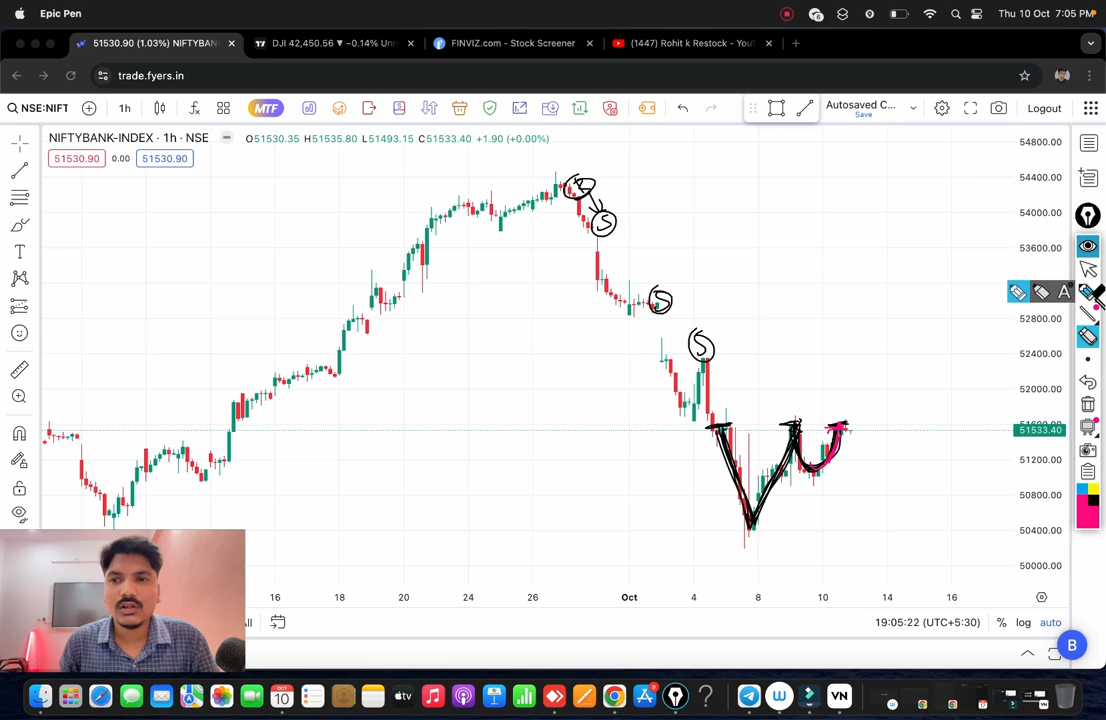 Epic Pen
Thu 10 Oct 7:05 PM
51530.90 (1.03%) NIFTYBAN
DJI 42,450.56 ▼ −0.14% Unn
FINVIZ.com - Stock Screener
(1447) Rohit k Restock - You
trade.fyers.in
NSE:NIFT
1h
MTF
Autosaved C...
Save
Logout
NIFTYBANK-INDEX · 1h · NSE
O51530.35 H51535.80 L51493.15 C51533.40 +1.90 (+0.00%)
51530.90 0.00 51530.90
54800.00
54400.00
54000.00
53600.00
52800.00
52400.00
52000.00
51533.40
51200.00
50800.00
50400.00
50000.00
S
S
S
A
16
18
20
24
26
Oct
4
8
10
14
16
19:05:22 (UTC+5:30)
% log auto
B
OCT
10
tv
VN